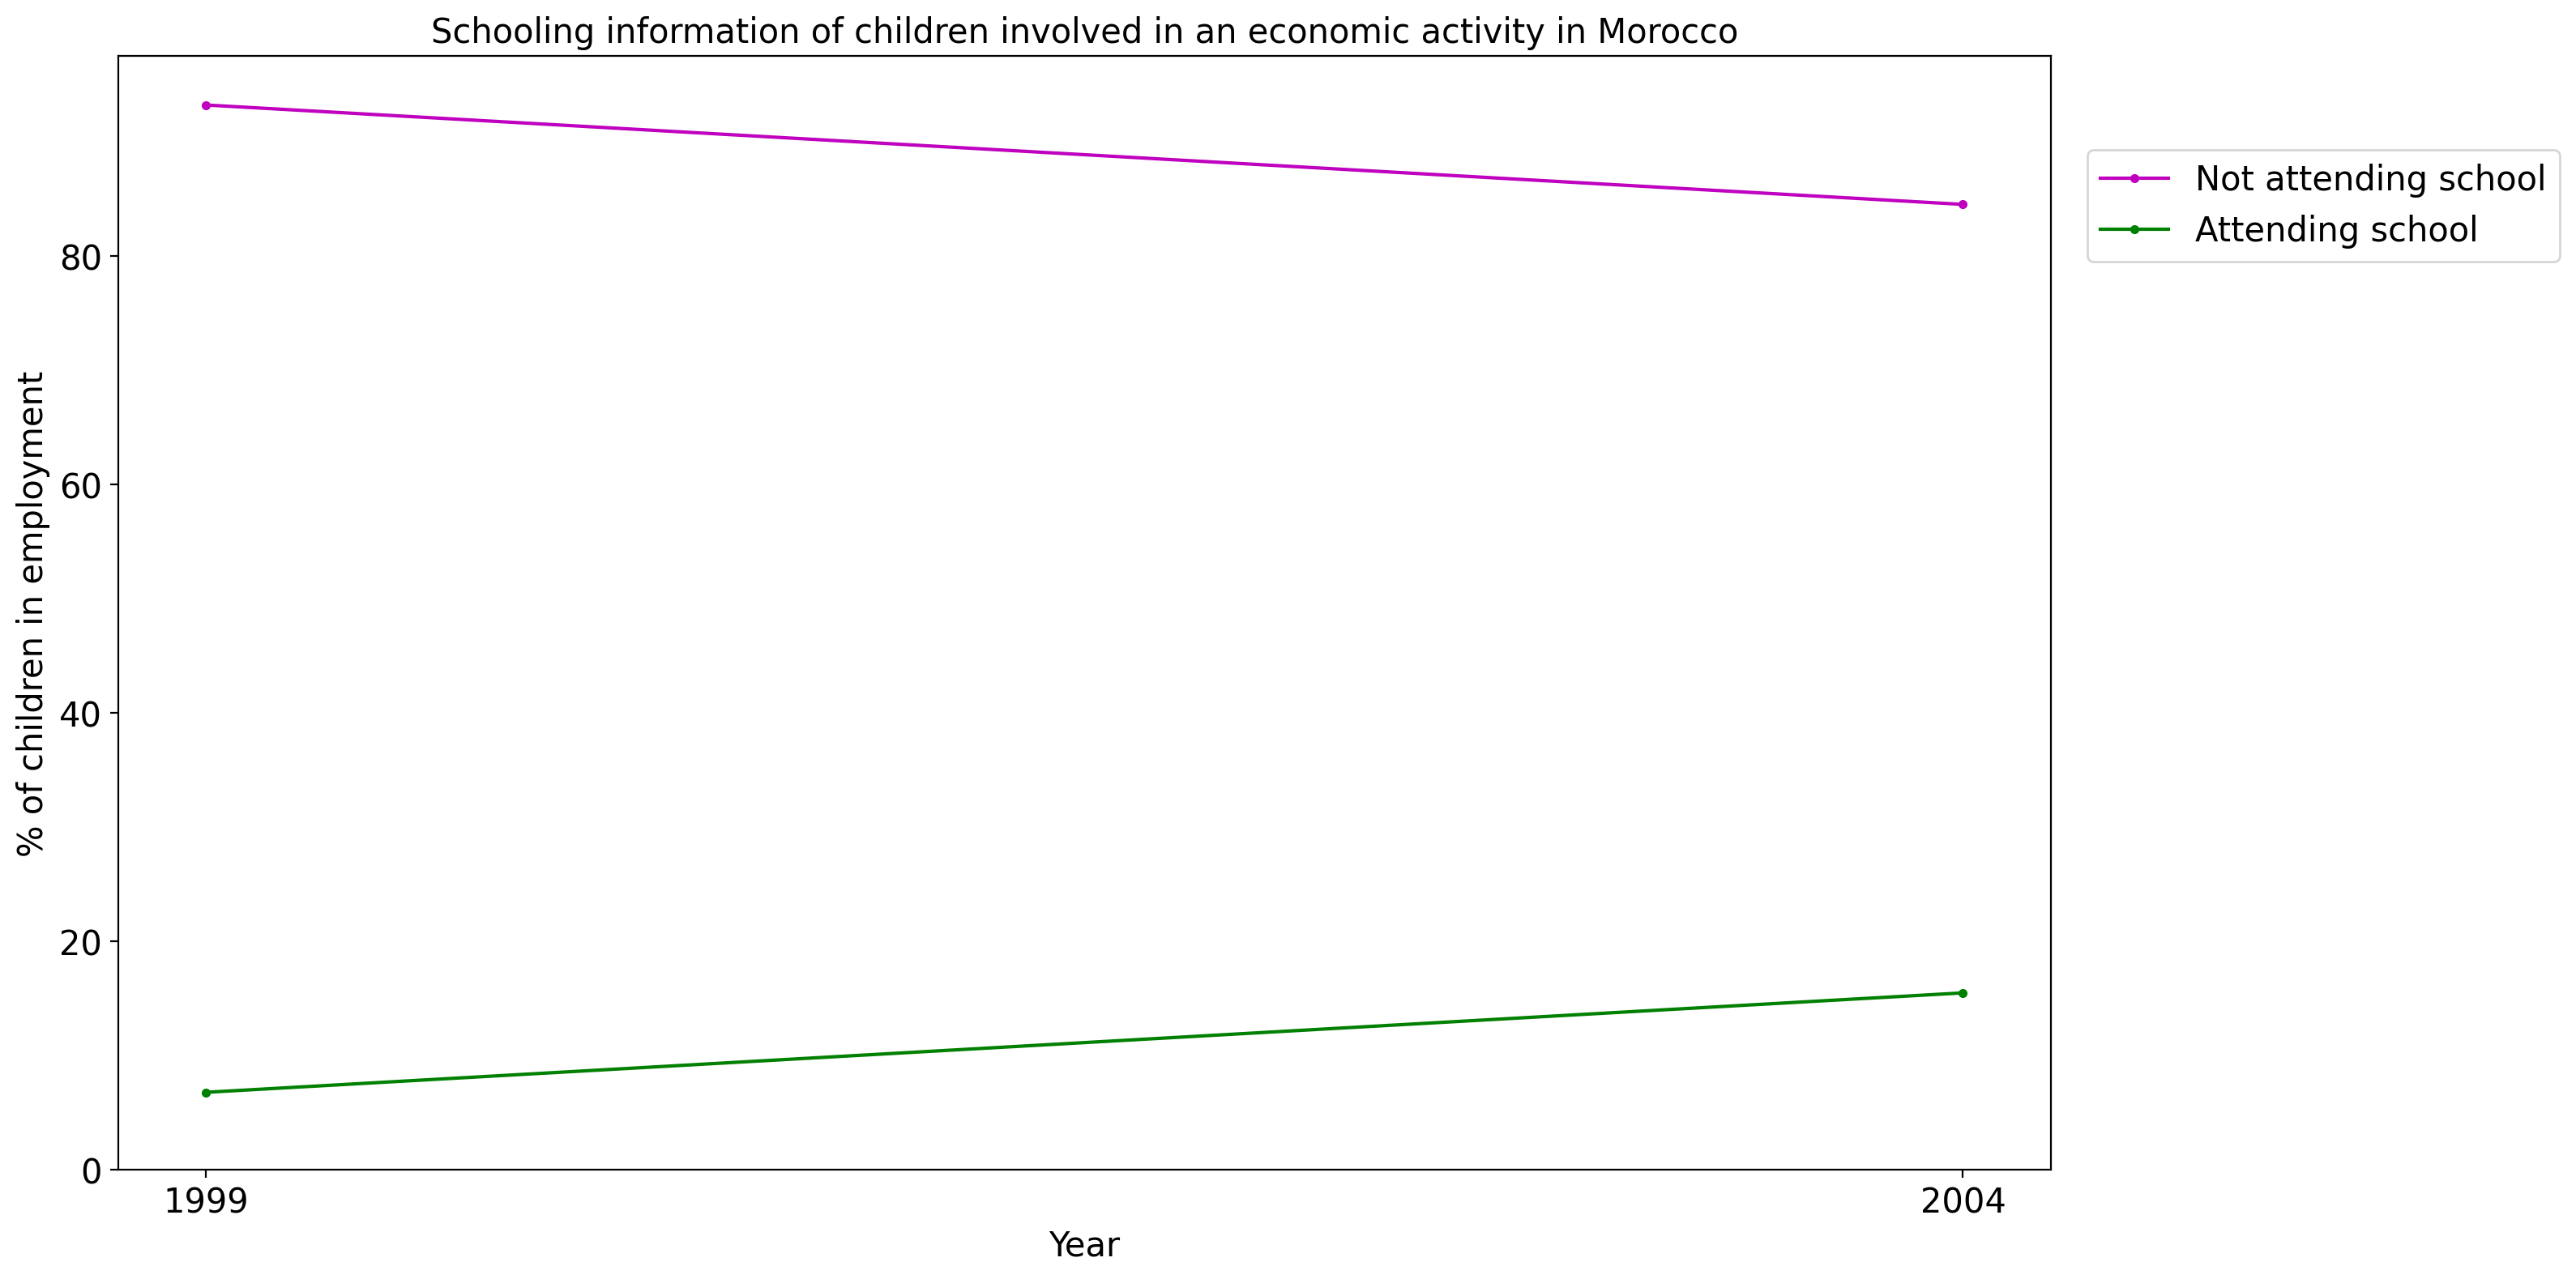 Schooling information of children involved in an economic activity in Morocco
% of children in employment
80
60
40
20
0
1999
2004
Year
Not attending school
Attending school